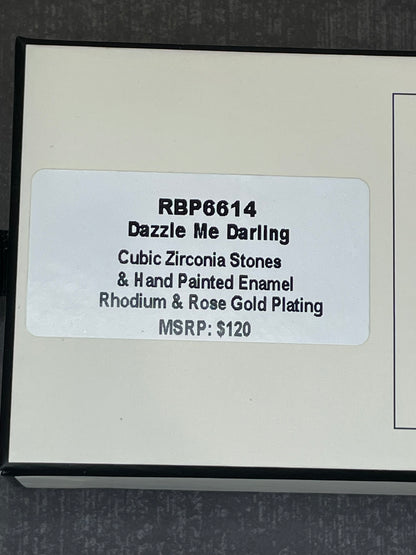 RBP6614
Dazzle Me Darling
Cubic Zirconia Stones
& Hand Painted Enamel
Rhodium & Rose Gold Plating
MSRP: $120